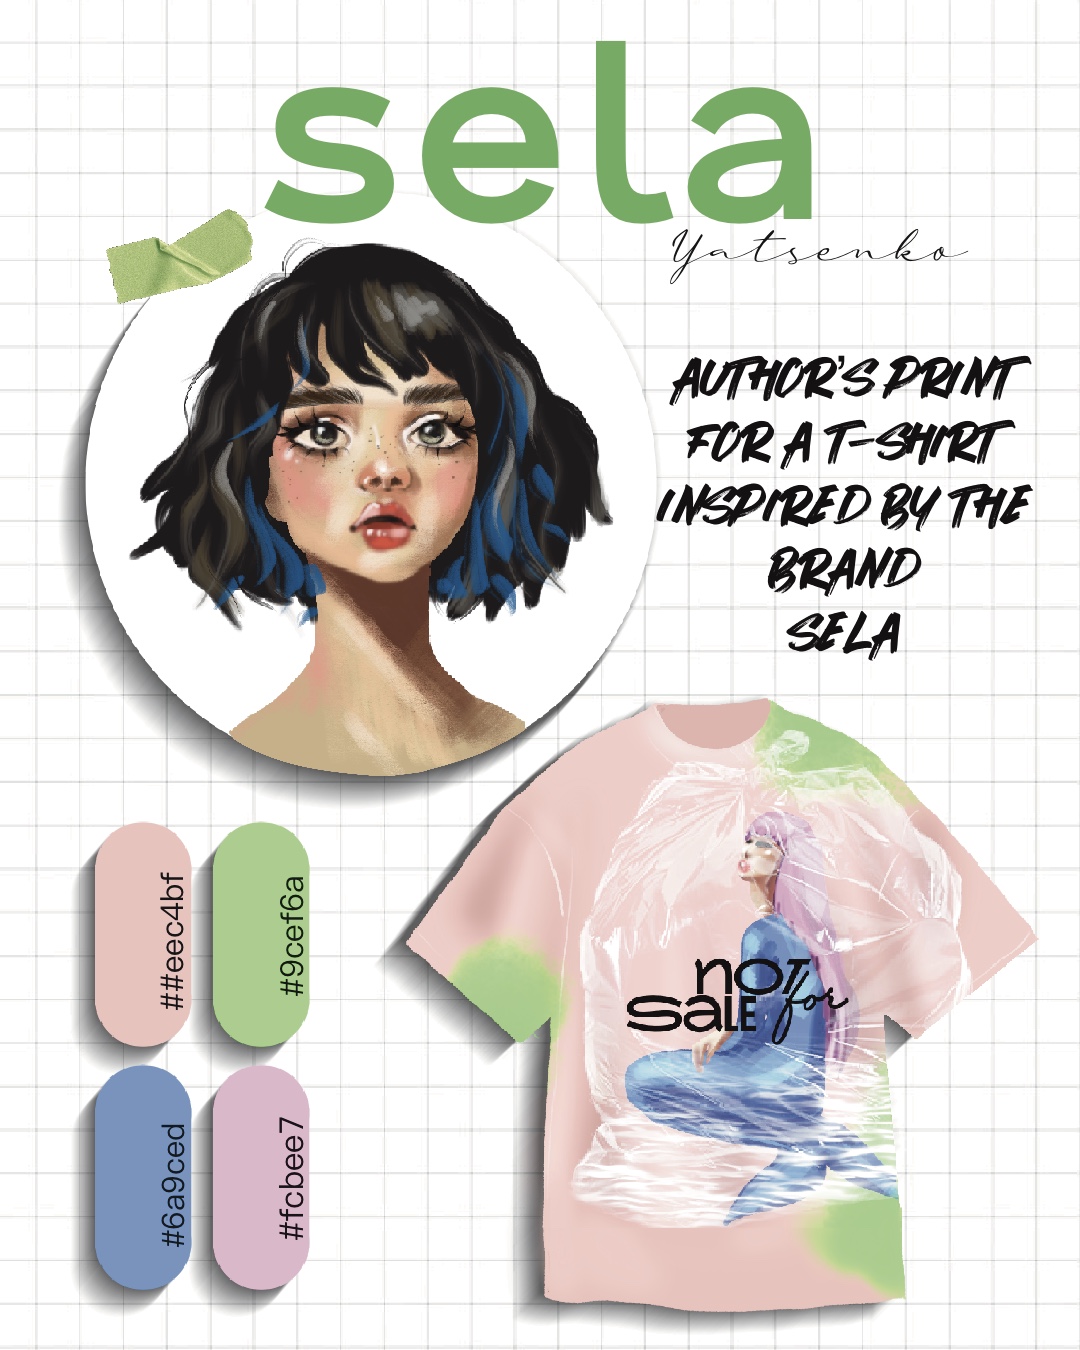 sela
Yatsenko
AUTHOR'S PRINT
FOR A T-SHIRT
INSPIRED BY THE
BRAND
SELA
##eec4bf
#9cef6a
#6a9ced
#fcbee7
NOT
SALE for